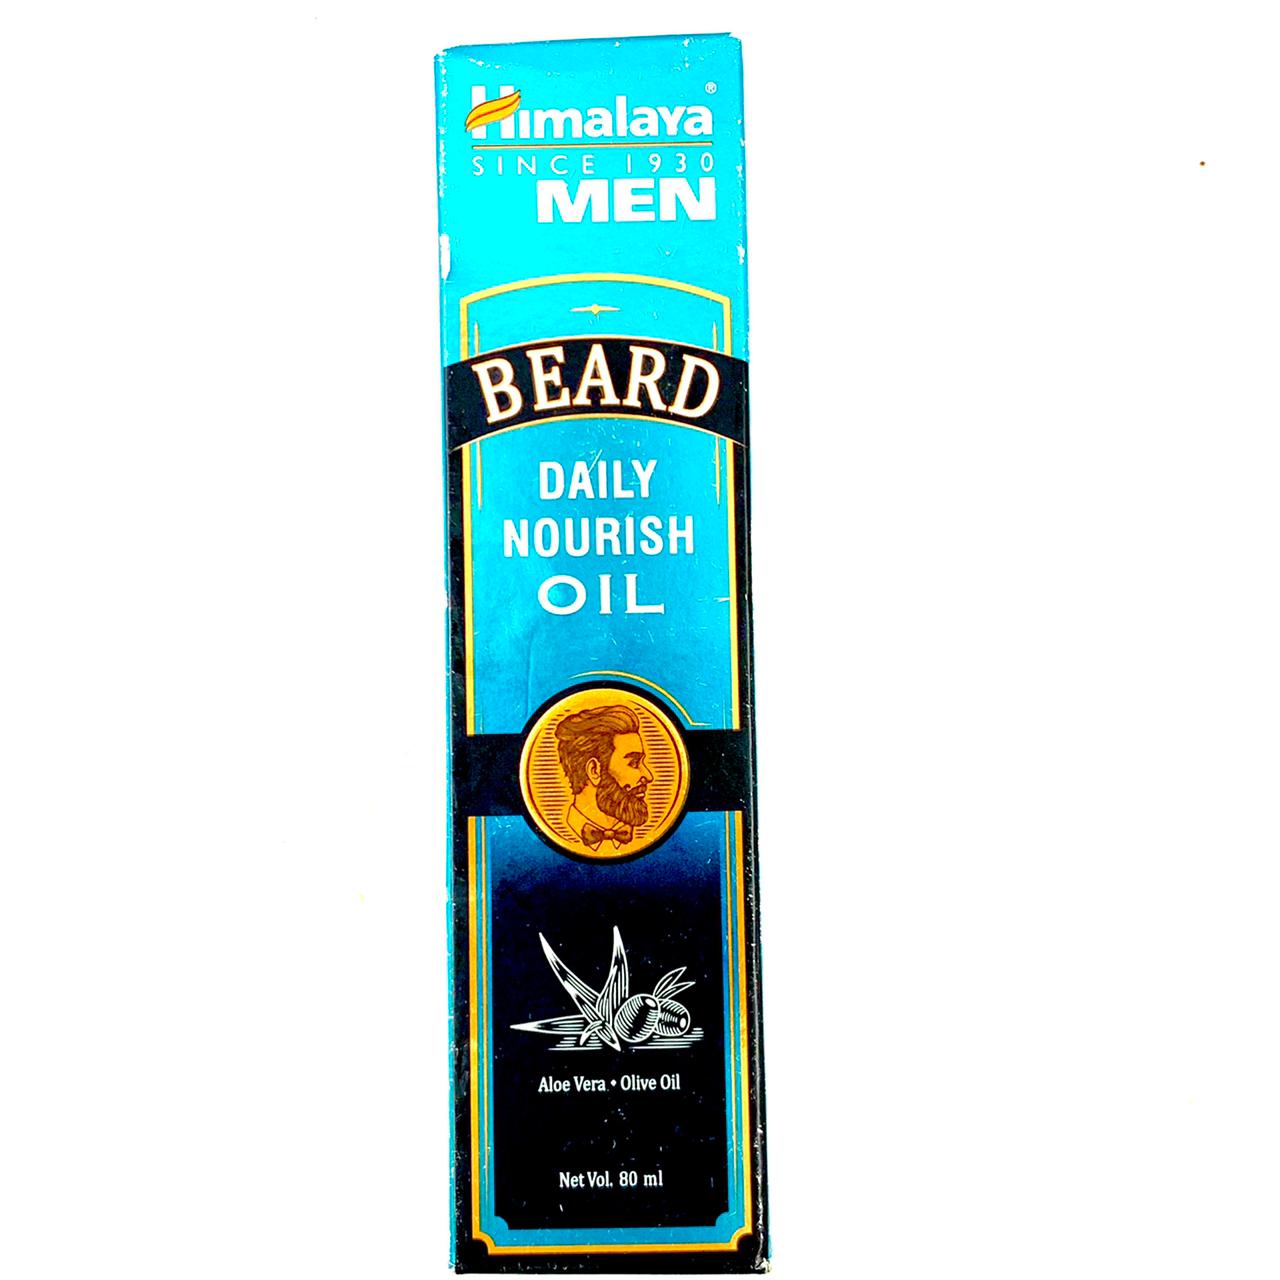 Himalaya®
SINCE 1930
MEN
BEARD
DAILY
NOURISH
OIL
Aloe Vera • Olive Oil
Net Vol. 80 ml